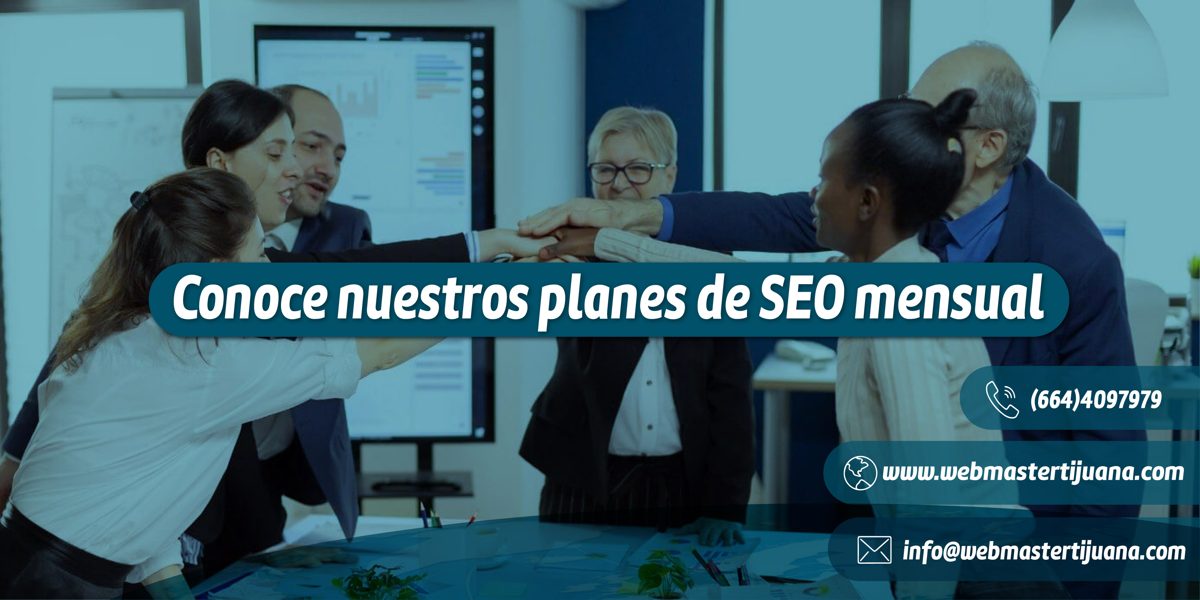 Conoce nuestros planes de SEO mensual
(664)4097979
www.webmastertijuana.com
info@webmastertijuana.com